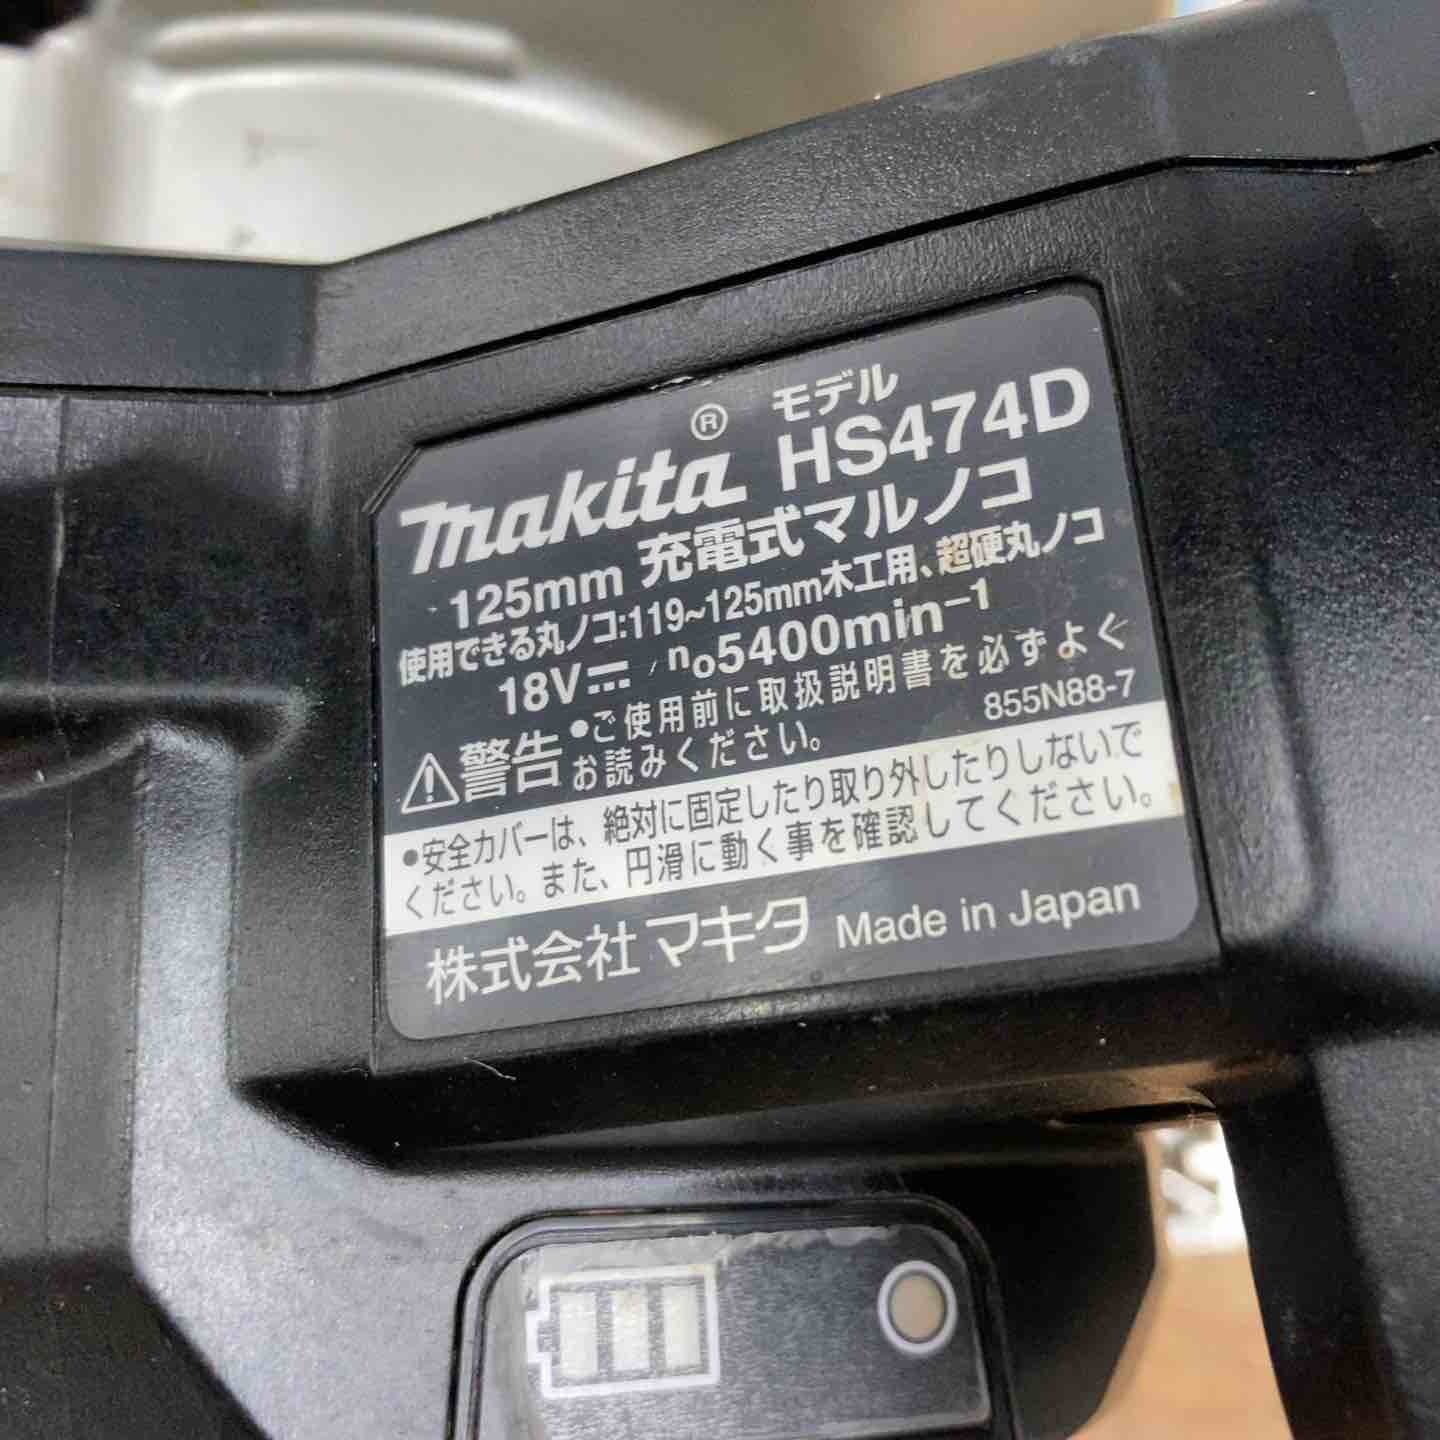 モデル
makita® HS474D
125mm 充電式マルノコ
使用できる丸ノコ:119~125mm木工用、超硬丸ノコ
18V⎓ n₀5400min⁻¹
⚠警告 ●ご使用前に取扱説明書を必ずよく
お読みください。 855N88-7
●安全カバーは、絶対に固定したり取り外したりしないで
ください。また、円滑に動く事を確認してください。
株式会社マキタ Made in Japan